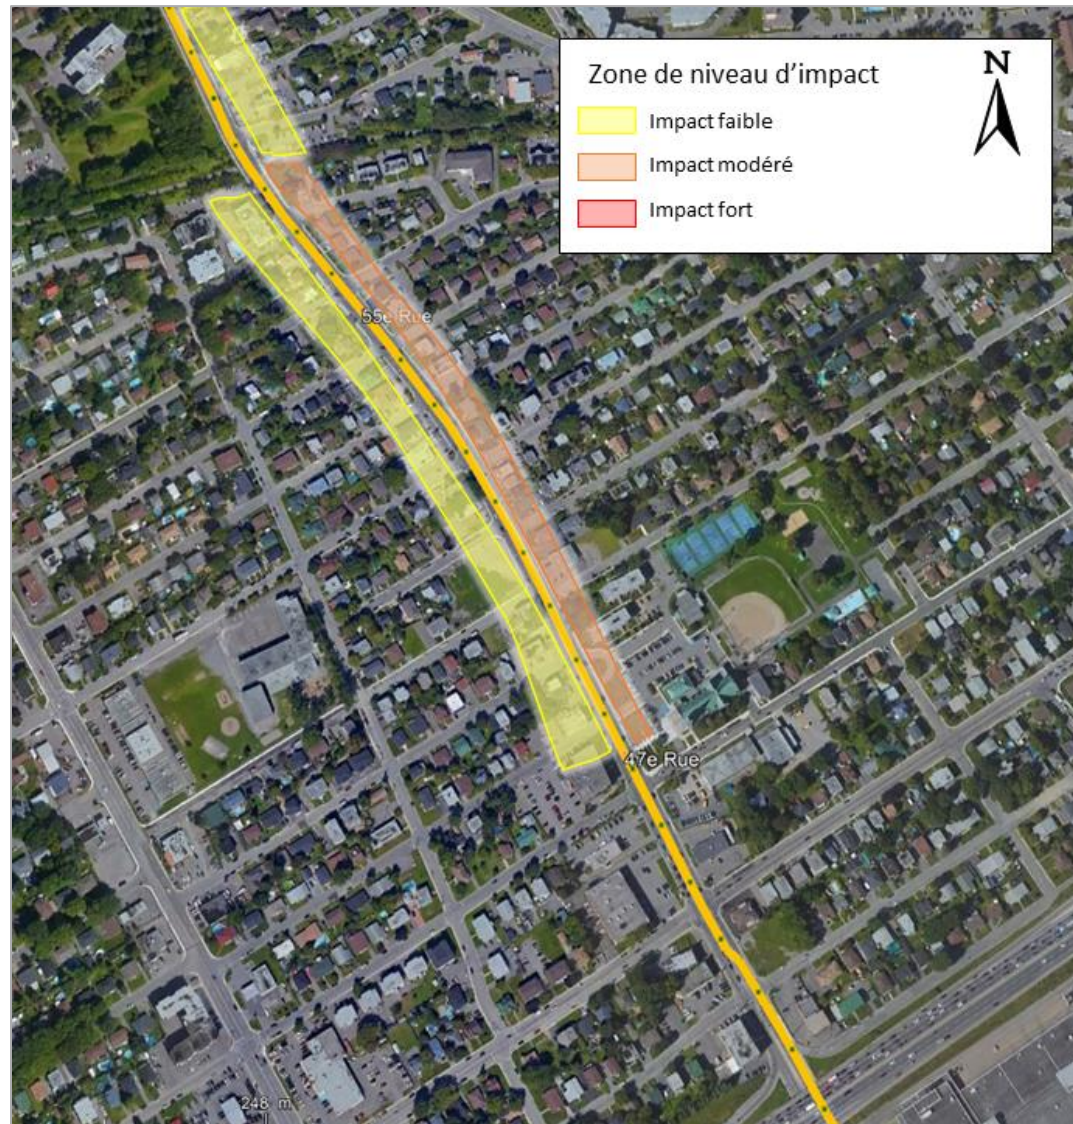 Zone de niveau d'impact
N
Impact faible
Impact modéré
Impact fort
55e Rue
47e Rue
248 m